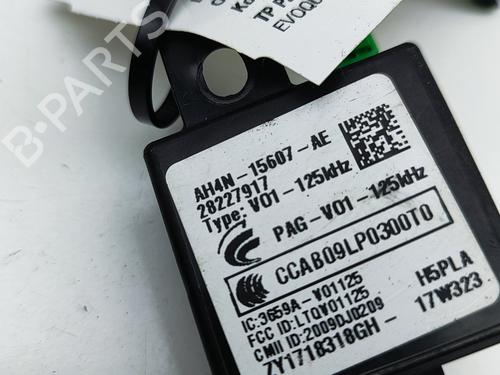 TP P
EVOQU
B-PARTS
AH4N-15607-AE
28227917
Type: V01-125kHz
PAG-V01-125kHz
CCAB09LP0300T0
IC:3659A-V01125
FCC ID:LTQV01125
CMII ID:2009DJ0209
ZY1718318GH-
H5PLA
17W323